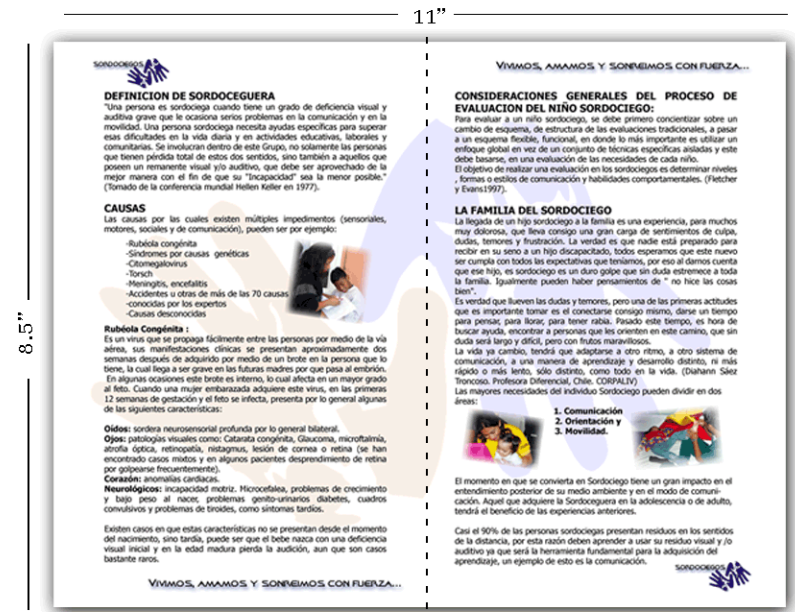 11”
8.5”
SORDOCIEGOS
DEFINICION DE SORDOCEGUERA
"Una persona es sordociega cuando tiene un grado de deficiencia visual y
auditiva grave que le ocasiona serios problemas en la comunicación y en la
movilidad. Una persona sordociega necesita ayudas específicas para superar
esas dificultades en la vida diaria y en actividades educativas, laborales y
comunitarias. Se involucran dentro de este Grupo, no solamente las personas
que tienen pérdida total de estos dos sentidos, sino también a aquellos que
poseen un remanente visual y/o auditivo, que debe ser aprovechado de la
mejor manera con el fin de que su "Incapacidad" sea la menor posible."
(Tomado de la conferencia mundial Hellen Keller en 1977).
CAUSAS
Las causas por las cuales existen múltiples impedimentos (sensoriales,
motores, sociales y de comunicación), pueden ser por ejemplo:
-Rubéola congénita
-Síndromes por causas genéticas
-Citomegalovirus
-Torsch
-Meningitis, encefalitis
-Accidentes u otras de más de las 70 causas
-conocidas por los expertos
-Causas desconocidas
Rubéola Congénita :
Es un virus que se propaga fácilmente entre las personas por medio de la vía
aérea, sus manifestaciones clínicas se presentan aproximadamente dos
semanas después de adquirido por medio de un brote en la persona que lo
tiene, la cual llega a ser grave en las futuras madres por que pasa al embrión.
En algunas ocasiones este brote es interno, lo cual afecta en un mayor grado
al feto. Cuando una mujer embarazada adquiere este virus, en las primeras
12 semanas de gestación y el feto se infecta, presenta por lo general algunas
de las siguientes características:
Oídos: sordera neurosensorial profunda por lo general bilateral.
Ojos: patologías visuales como: Catarata congénita, Glaucoma, microftalmía,
atrofia óptica, retinopatía, nistagmus, lesión de cornea o retina (se han
encontrado casos mixtos y en algunos pacientes desprendimiento de retina
por golpearse frecuentemente).
Corazón: anomalías cardiacas.
Neurológicos: incapacidad motriz. Microcefalea, problemas de crecimiento
y bajo peso al nacer, problemas genito-urinarios diabetes, cuadros
convulsivos y problemas de tiroides, como síntomas tardíos.
Existen casos en que estas características no se presentan desde el momento
del nacimiento, sino tardía, puede ser que el bebe nazca con una deficiencia
visual inicial y en la edad madura pierda la audición, aun que son casos
bastante raros.
VIVIMOS, AMAMOS Y SONREIMOS CON FUERZA...
VIVIMOS, AMAMOS Y SONREIMOS CON FUERZA...
CONSIDERACIONES GENERALES DEL PROCESO DE
EVALUACION DEL NIÑO SORDOCIEGO:
Para evaluar a un niño sordociego, se debe primero concientizar sobre un
cambio de esquema, de estructura de las evaluaciones tradicionales, a pasar
a un esquema flexible, funcional, en donde lo más importante es utilizar un
enfoque global en vez de un conjunto de técnicas específicas aisladas y este
debe basarse, en una evaluación de las necesidades de cada niño.
El objetivo de realizar una evaluación en los sordociegos es determinar niveles
, formas o estilos de comunicación y habilidades comportamentales. (Fletcher
y Evans1997).
LA FAMILIA DEL SORDOCIEGO
La llegada de un hijo sordociego a la familia es una experiencia, para muchos
muy dolorosa, que lleva consigo una gran carga de sentimientos de culpa,
dudas, temores y frustración. La verdad es que nadie está preparado para
recibir en su seno a un hijo discapacitado, todos esperamos que este nuevo
ser cumpla con todos las expectativas que teníamos, por eso al darnos cuenta
que ese hijo, es sordociego es un duro golpe que sin duda estremece a toda
la familia. Igualmente pueden haber pensamientos de " no hice las cosas
bien".
Es verdad que llueven las dudas y temores, pero una de las primeras actitudes
que es importante tomar es el conectarse consigo mismo, darse un tiempo
para pensar, para llorar, para tener rabia. Pasado este tiempo, es hora de
buscar ayuda, encontrar a personas que les orienten en este camino, que sin
duda será largo y difícil, pero con frutos maravillosos.
La vida ya cambio, tendrá que adaptarse a otro ritmo, a otro sistema de
comunicación, a una manera de aprendizaje y desarrollo distinto, ni más
rápido o más lento, sólo distinto, como todo en la vida. (Diahann Sáez
Troncoso. Profesora Diferencial, Chile. CORPALIV)
Las mayores necesidades del individuo Sordociego pueden dividir en dos
áreas:
1. Comunicación
2. Orientación y
3. Movilidad.
El momento en que se convierta en Sordociego tiene un gran impacto en el
entendimiento posterior de su medio ambiente y en el modo de comuni-
cación. Aquel que adquiere la Sordoceguera en la adolescencia o de adulto,
tendrá el beneficio de las experiencias anteriores.
Casi el 90% de las personas sordociegas presentan residuos en los sentidos
de la distancia, por esta razón deben aprender a usar su residuo visual y /o
auditivo ya que será la herramienta fundamental para la adquisición del
aprendizaje, un ejemplo de esto es la comunicación.
SORDOCIEGOS